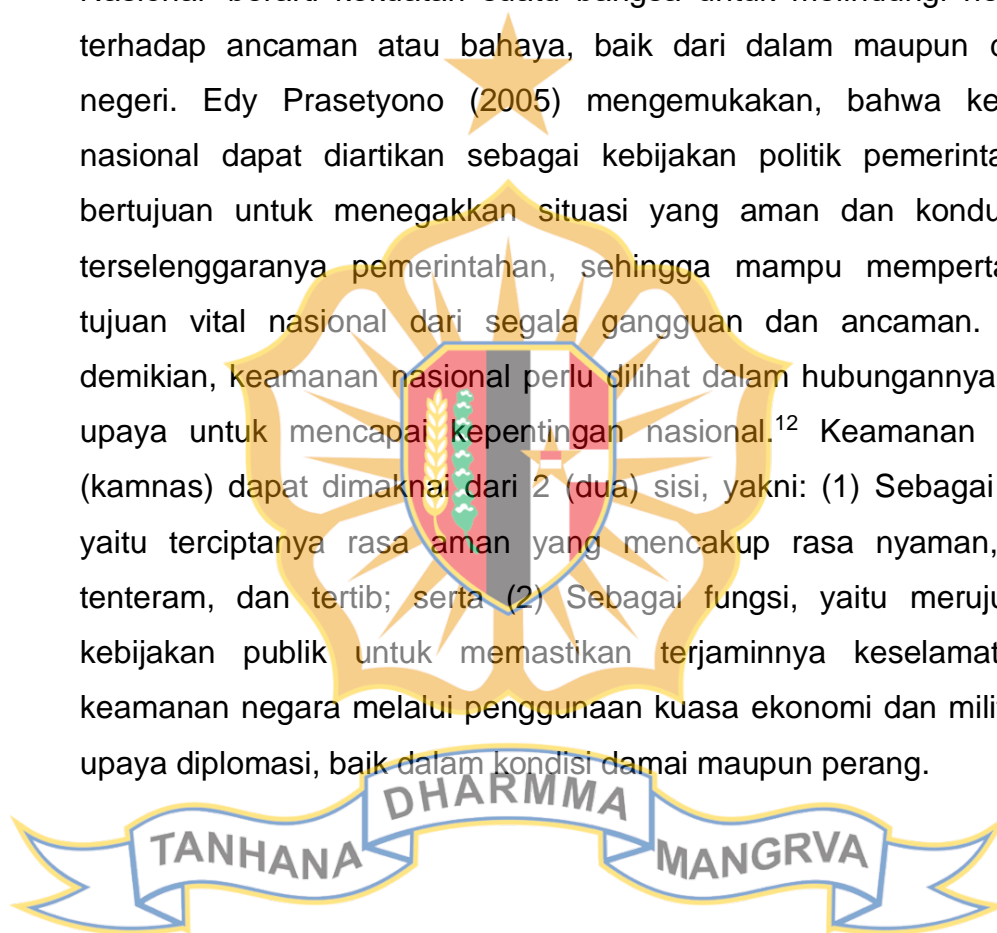 terhadap ancaman atau bahaya, baik dari dalam maupun
negeri. Edy Prasetyono (2005) mengemukakan, bahwa
nasional dapat diartikan sebagai kebijakan politik
bertujuan untuk menegakkan situasi yang aman dan
terselenggaranya pemerintahan, sehingga mampu
tujuan vital nasional dari segala gangguan dan ancaman.
demikian, keamanan nasional perlu dilihat dalam hubungannya
upaya untuk mencapai kepentingan nasional.¹² Keamanan
(kamnas) dapat dimaknai dari 2 (dua) sisi, yakni: (1) Sebagai
yaitu terciptanya rasa aman yang mencakup rasa nyaman,
tenteram, dan tertib; serta (2) Sebagai fungsi, yaitu
kebijakan publik untuk memastikan terjaminnya
keamanan negara melalui penggunaan kuasa ekonomi dan
upaya diplomasi, baik dalam kondisi damai maupun perang.
TANHANA DHARMMA MANGRVA